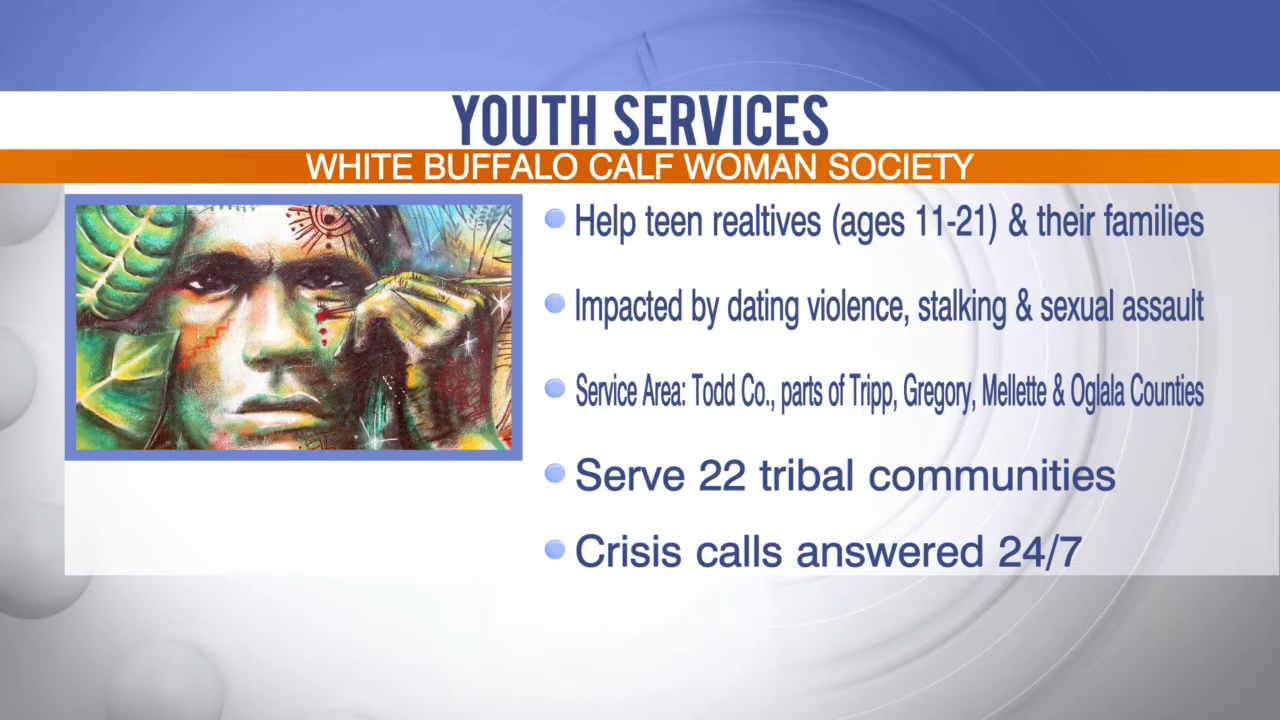 YOUTH SERVICES
WHITE BUFFALO CALF WOMAN SOCIETY
Help teen realtives (ages 11-21) & their families
Impacted by dating violence, stalking & sexual assault
Service Area: Todd Co., parts of Tripp, Gregory, Mellette & Oglala Counties
Serve 22 tribal communities
Crisis calls answered 24/7